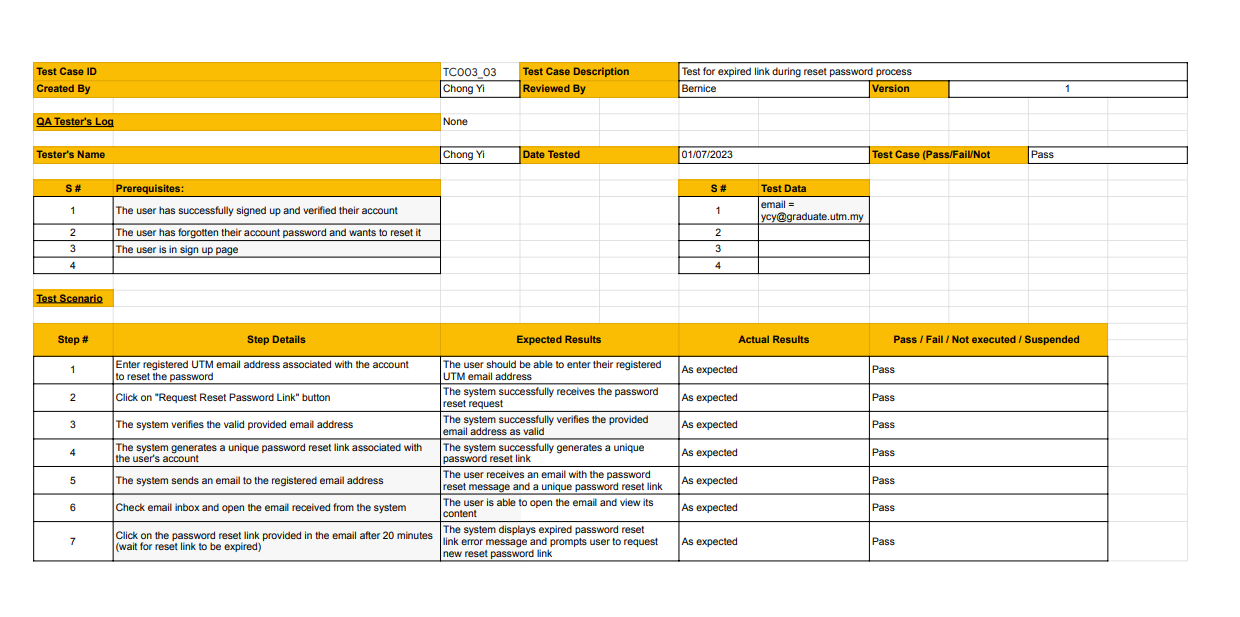 Test Case ID TC003_03 Test Case Description Test for expired link during reset password process
Created By Chong Yi Reviewed By Bernice Version 1
QA Tester's Log None
Tester's Name Chong Yi Date Tested 01/07/2023 Test Case (Pass/Fail/Not Pass
S # Prerequisites: S # Test Data
1 The user has successfully signed up and verified their account 1 email =
ycy@graduate.utm.my
2 The user has forgotten their account password and wants to reset it 2
3 The user is in sign up page 3
4 4
Test Scenario
Step # Step Details Expected Results Actual Results Pass / Fail / Not executed / Suspended
1 Enter registered UTM email address associated with the account
to reset the password
The user should be able to enter their registered
UTM email address
As expected Pass
2 Click on "Request Reset Password Link" button
The system successfully receives the password
reset request
As expected Pass
3 The system verifies the valid provided email address
The system successfully verifies the provided
email address as valid
As expected Pass
4 The system generates a unique password reset link associated with
the user's account
The system successfully generates a unique
password reset link
As expected Pass
5 The system sends an email to the registered email address
The user receives an email with the password
reset message and a unique password reset link
As expected Pass
6 Check email inbox and open the email received from the system
The user is able to open the email and view its
content
As expected Pass
7 Click on the password reset link provided in the email after 20 minutes
(wait for reset link to be expired)
The system displays expired password reset
link error message and prompts user to request
new reset password link
As expected Pass